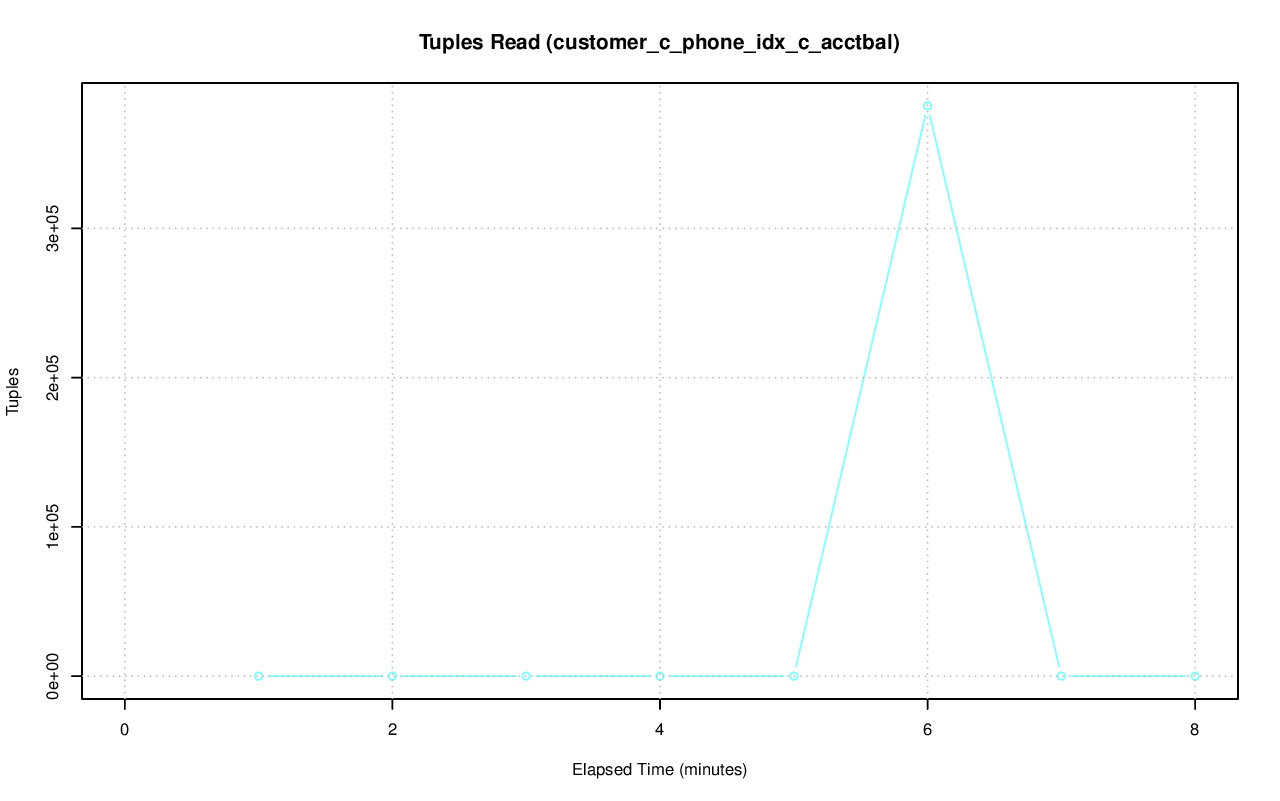 Tuples Read (customer_c_phone_idx_c_acctbal)
Tuples
3e+05
2e+05
1e+05
0e+00
0 2 4 6 8
Elapsed Time (minutes)